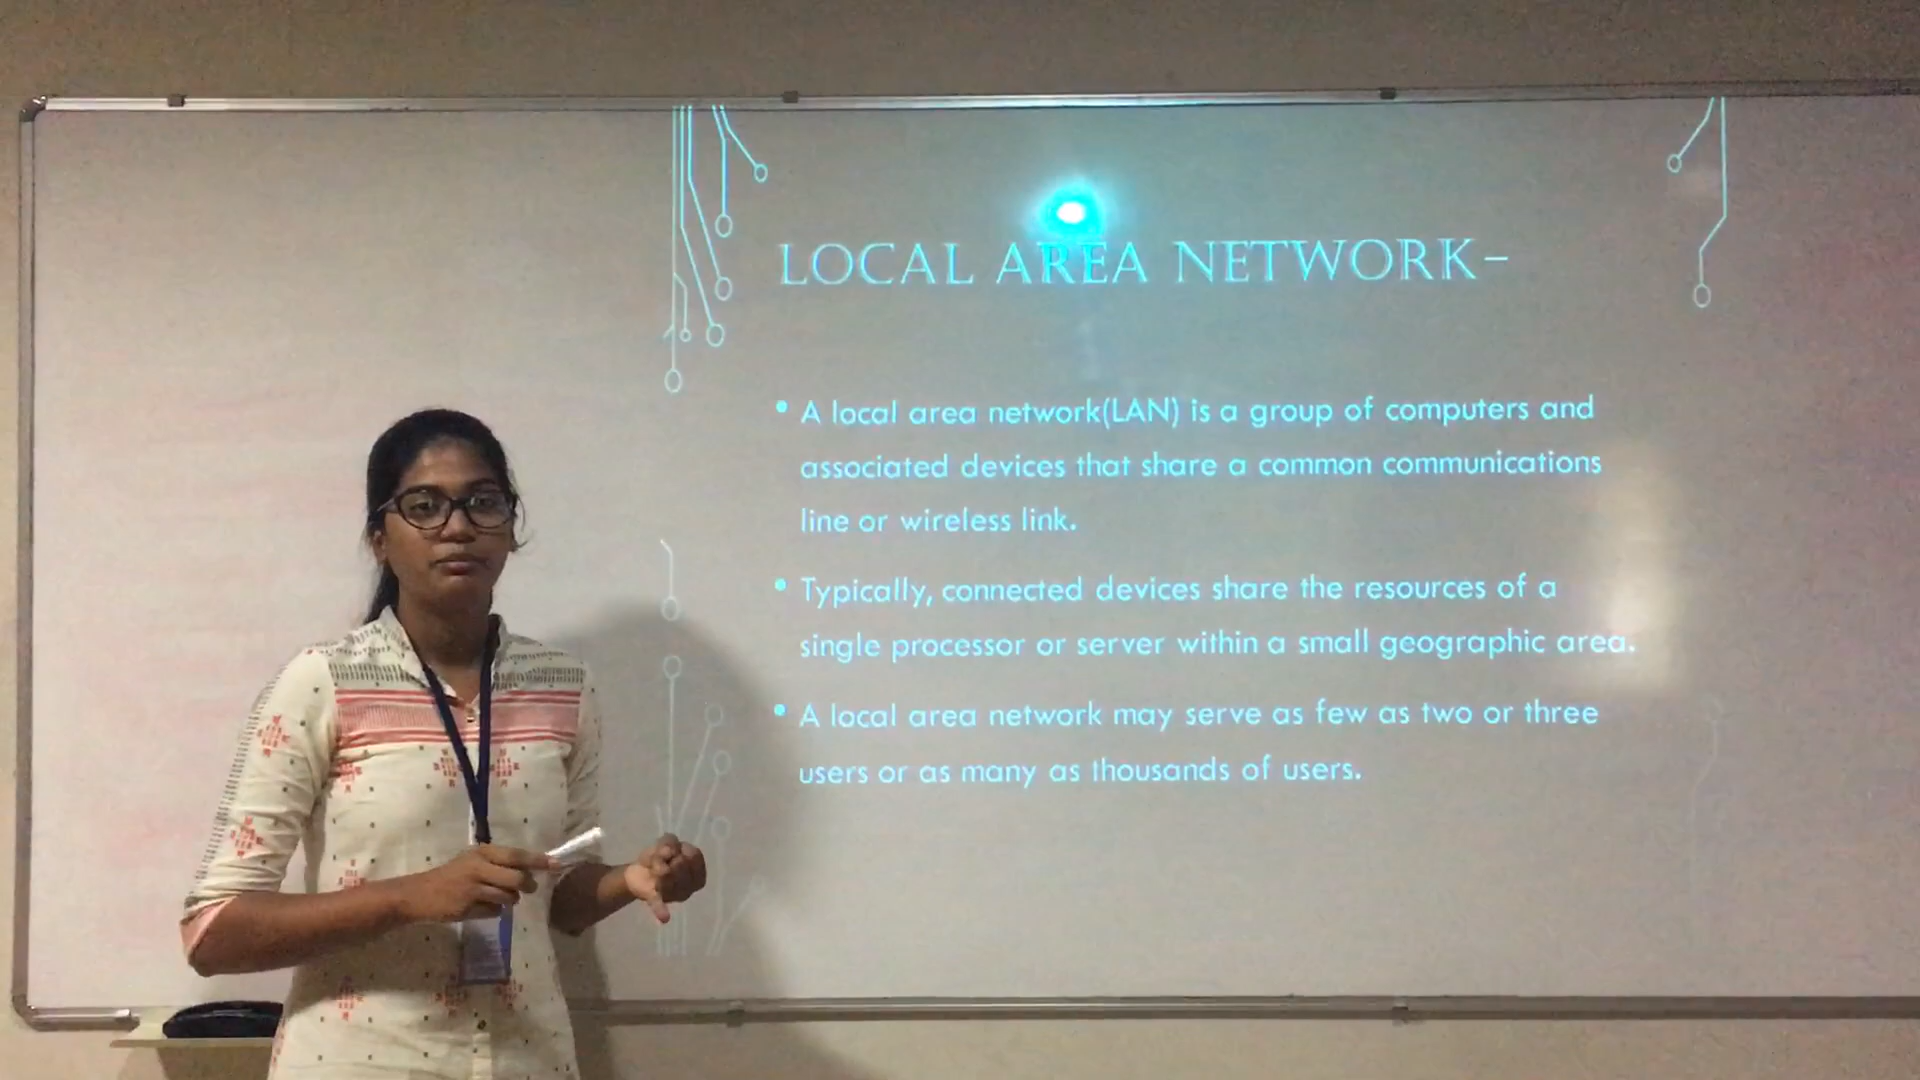 LOCAL AREA NETWORK-
• A local area network(LAN) is a group of computers and
associated devices that share a common communications
line or wireless link.
• Typically, connected devices share the resources of a
single processor or server within a small geographic area.
• A local area network may serve as few as two or three
users or as many as thousands of users.